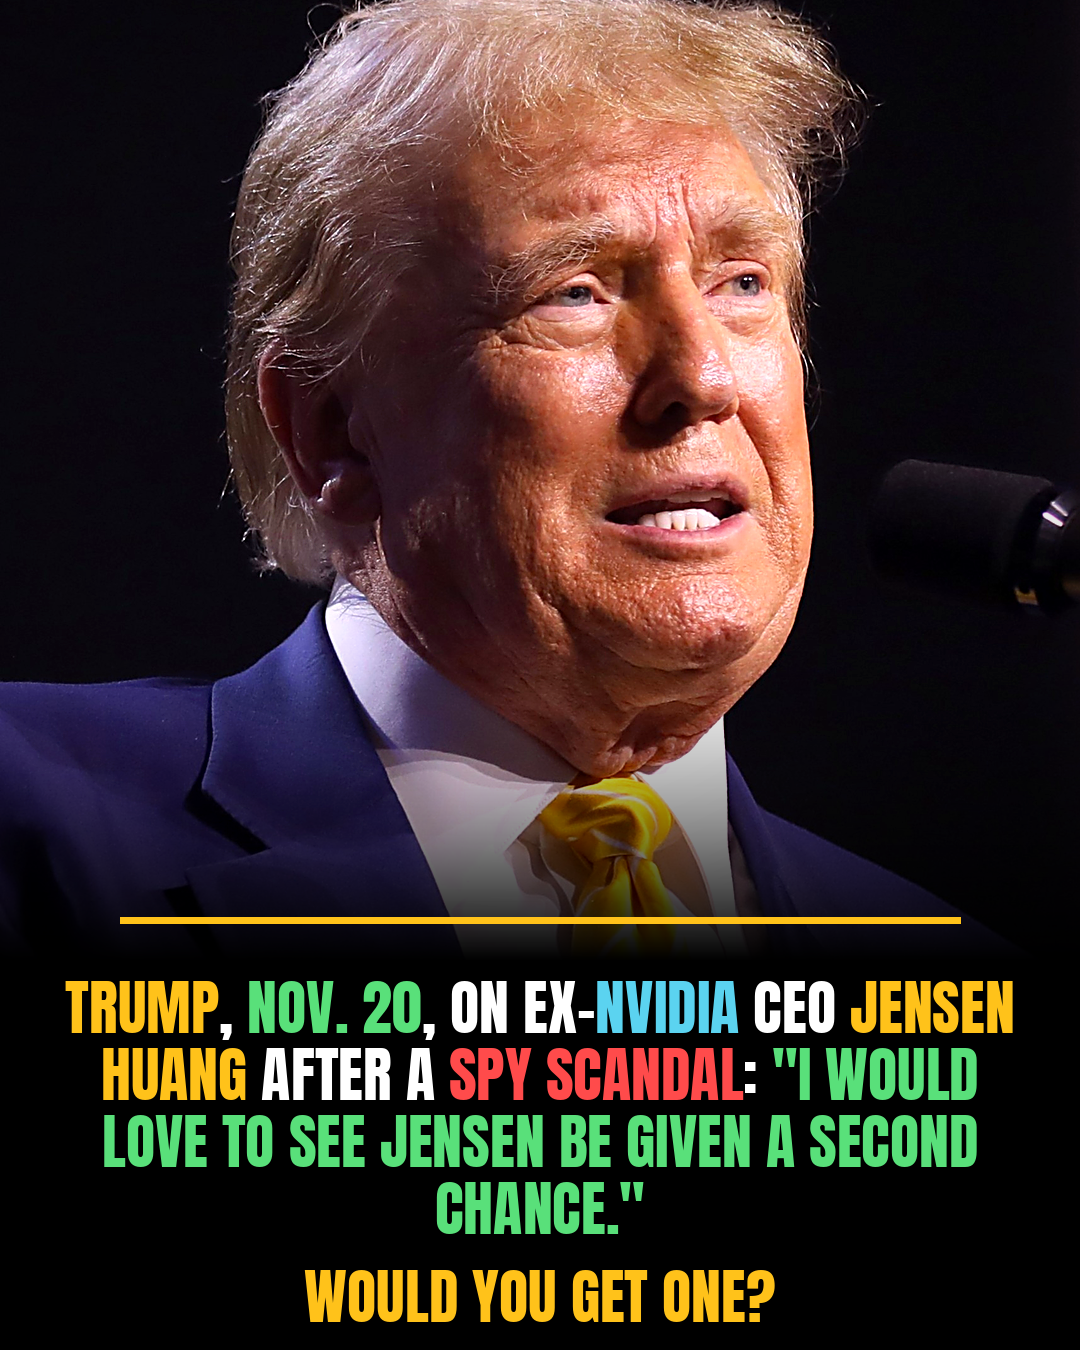 TRUMP, NOV. 20, ON EX-NVIDIA CEO JENSEN
HUANG AFTER A SPY SCANDAL: "I WOULD
LOVE TO SEE JENSEN BE GIVEN A SECOND
CHANCE."
WOULD YOU GET ONE?